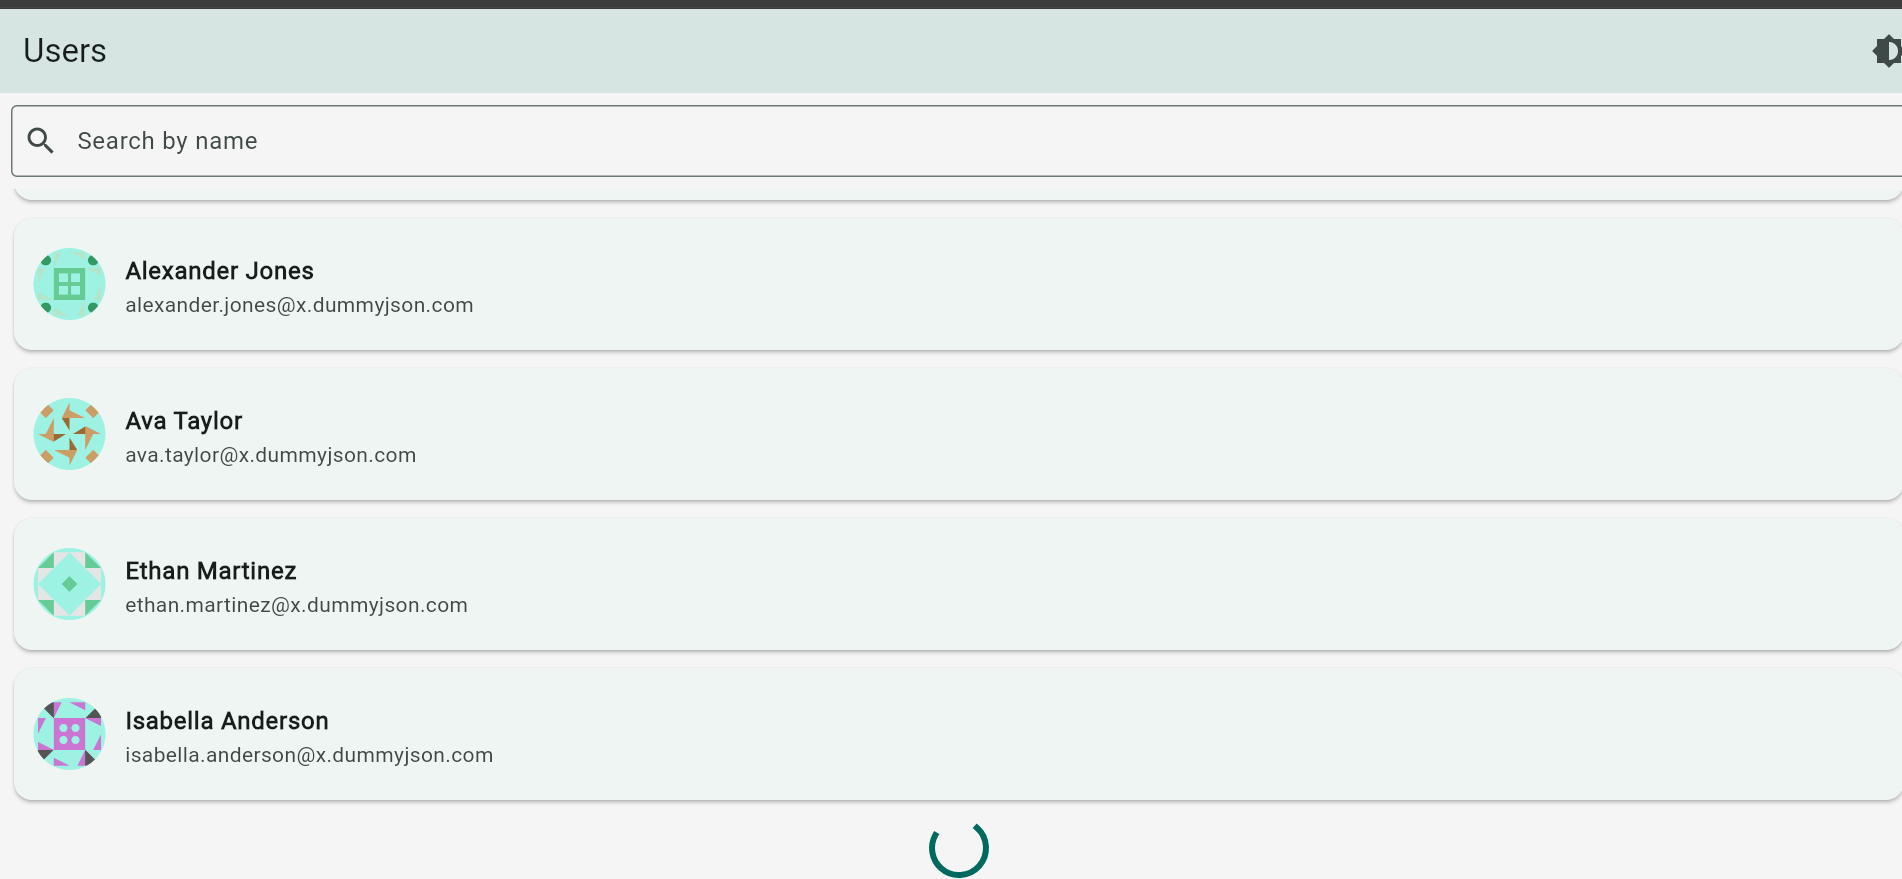 Users
Search by name
Alexander Jones
alexander.jones@x.dummyjson.com
Ava Taylor
ava.taylor@x.dummyjson.com
Ethan Martinez
ethan.martinez@x.dummyjson.com
Isabella Anderson
isabella.anderson@x.dummyjson.com